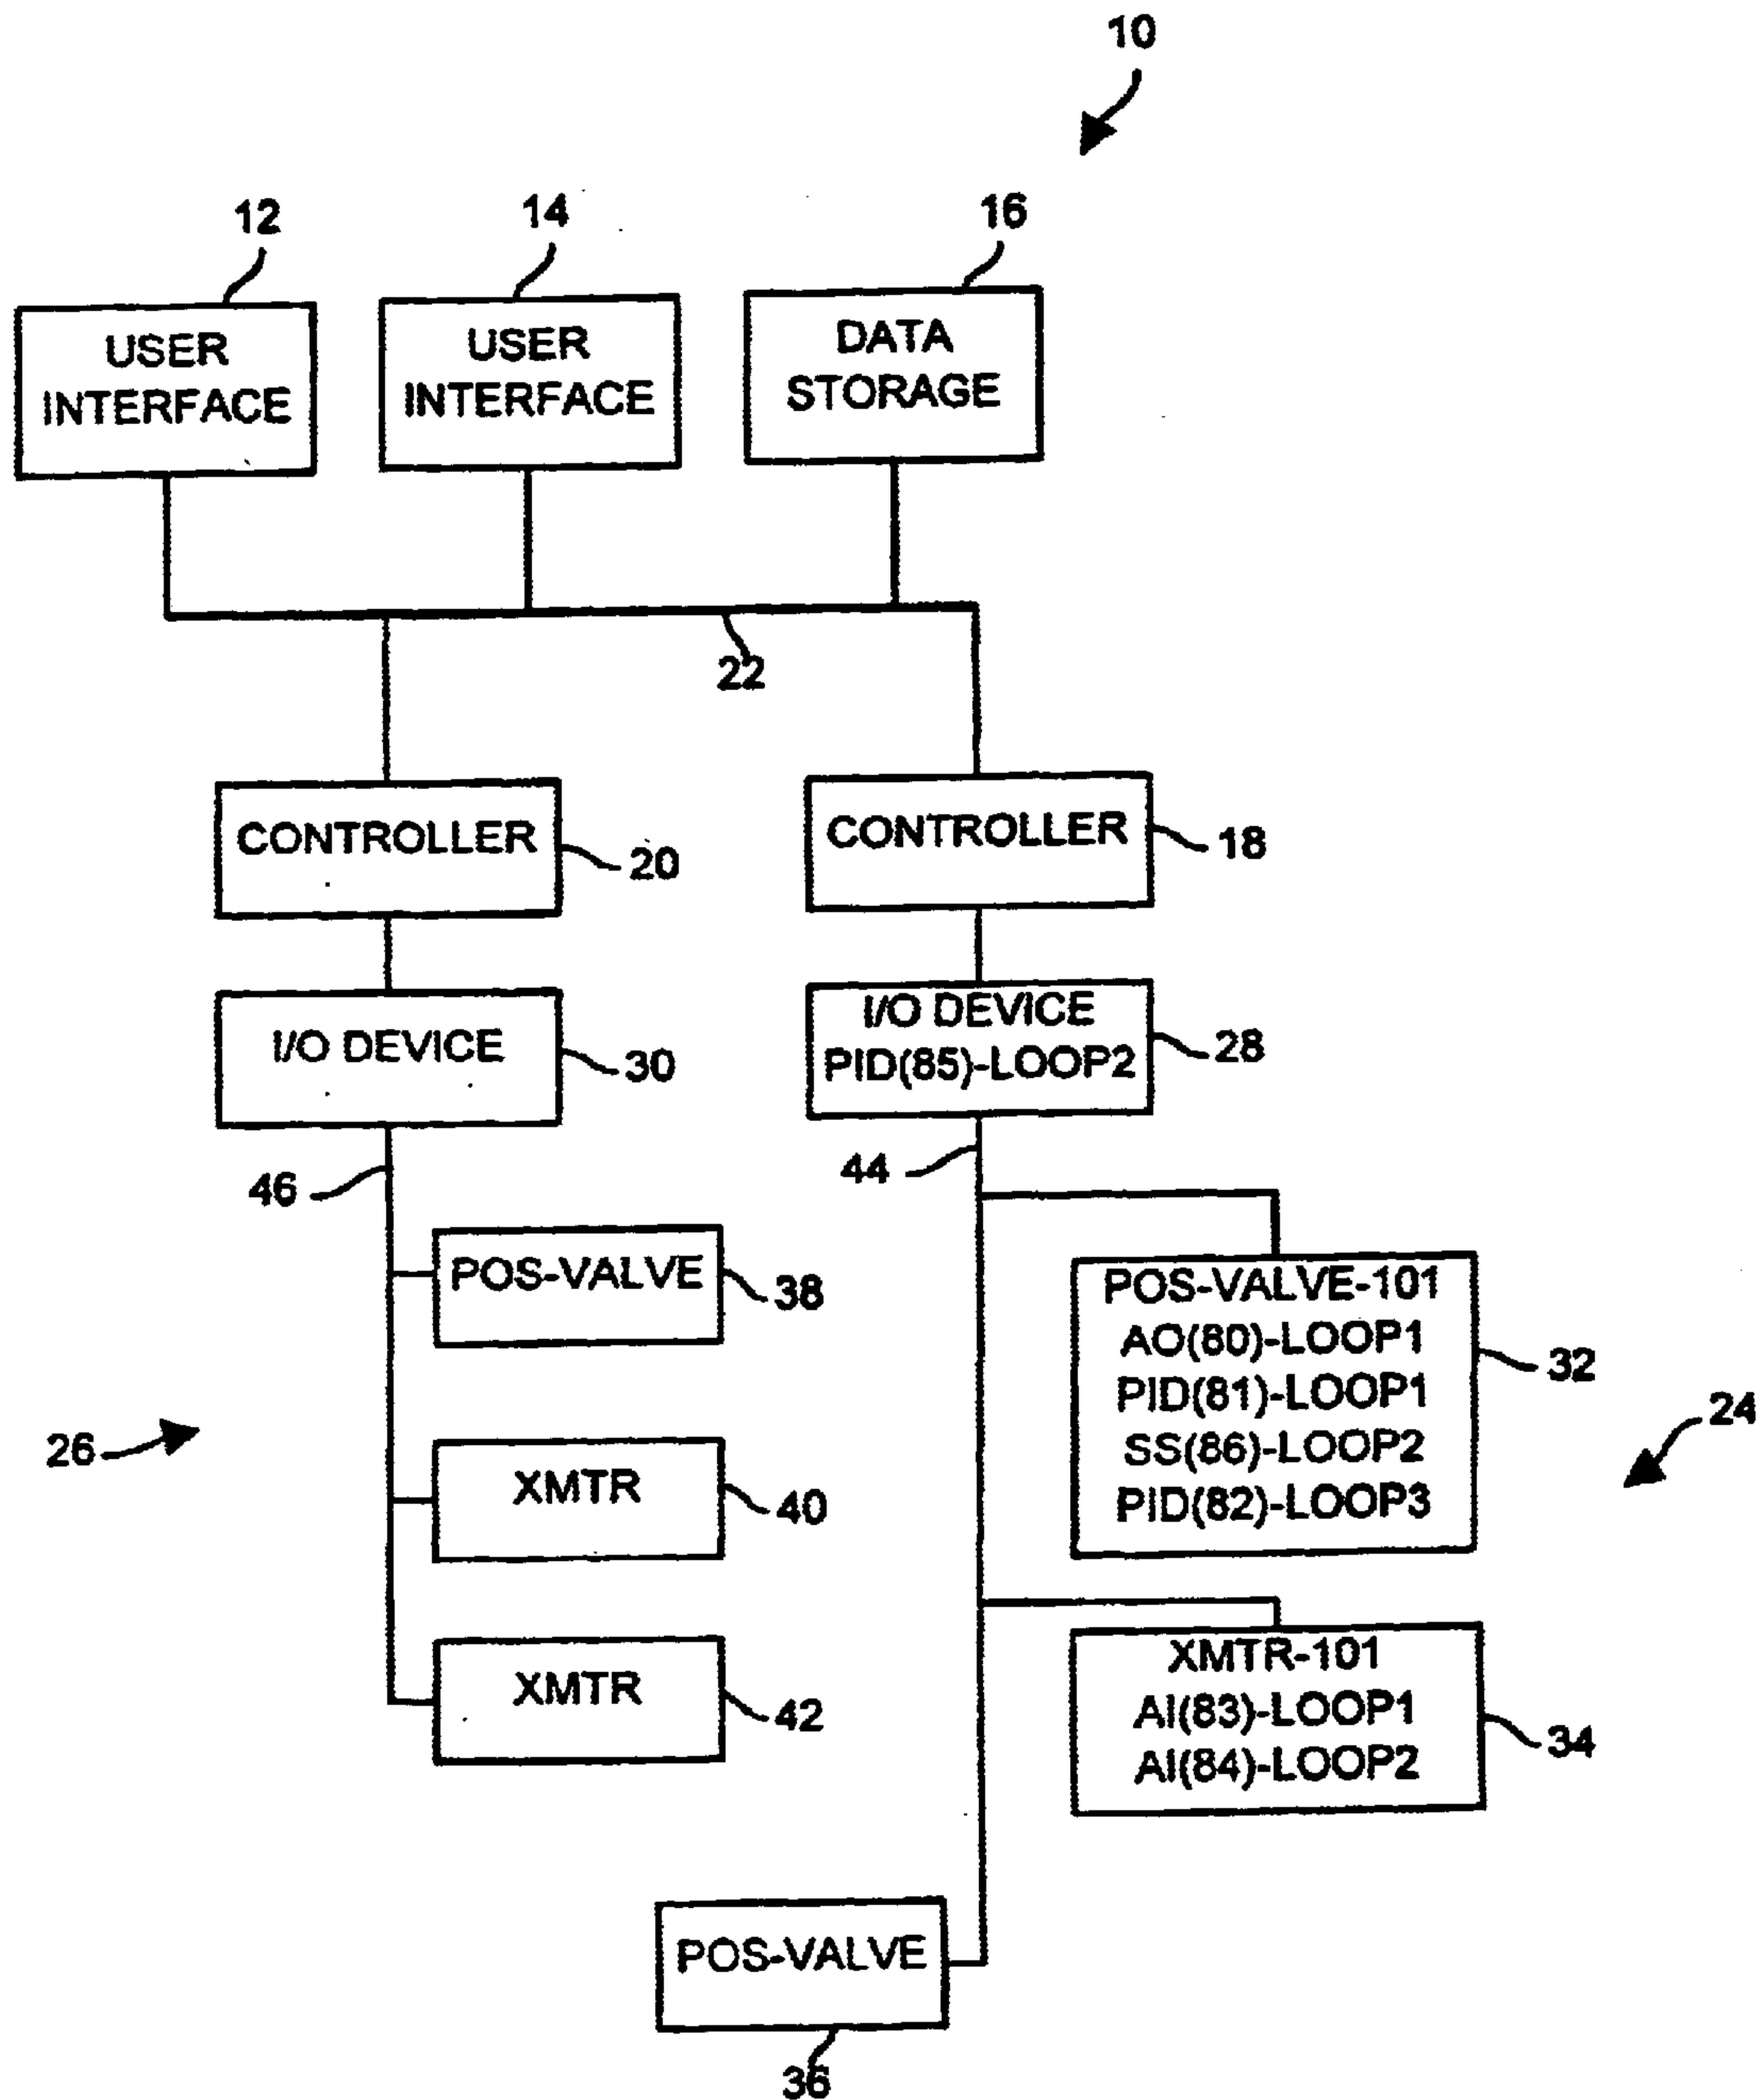 10
12
14
16
USER
INTERFACE
USER
INTERFACE
DATA
STORAGE
22
CONTROLLER
20
CONTROLLER
18
I/O DEVICE
30
I/O DEVICE
PID(85)-LOOP2
28
46
44
POS-VALVE
38
POS-VALVE-101
AO(80)-LOOP1
PID(81)-LOOP1
SS(86)-LOOP2
PID(82)-LOOP3
32
24
26
XMTR
40
XMTR
42
XMTR-101
AI(83)-LOOP1
AI(84)-LOOP2
34
POS-VALVE
36